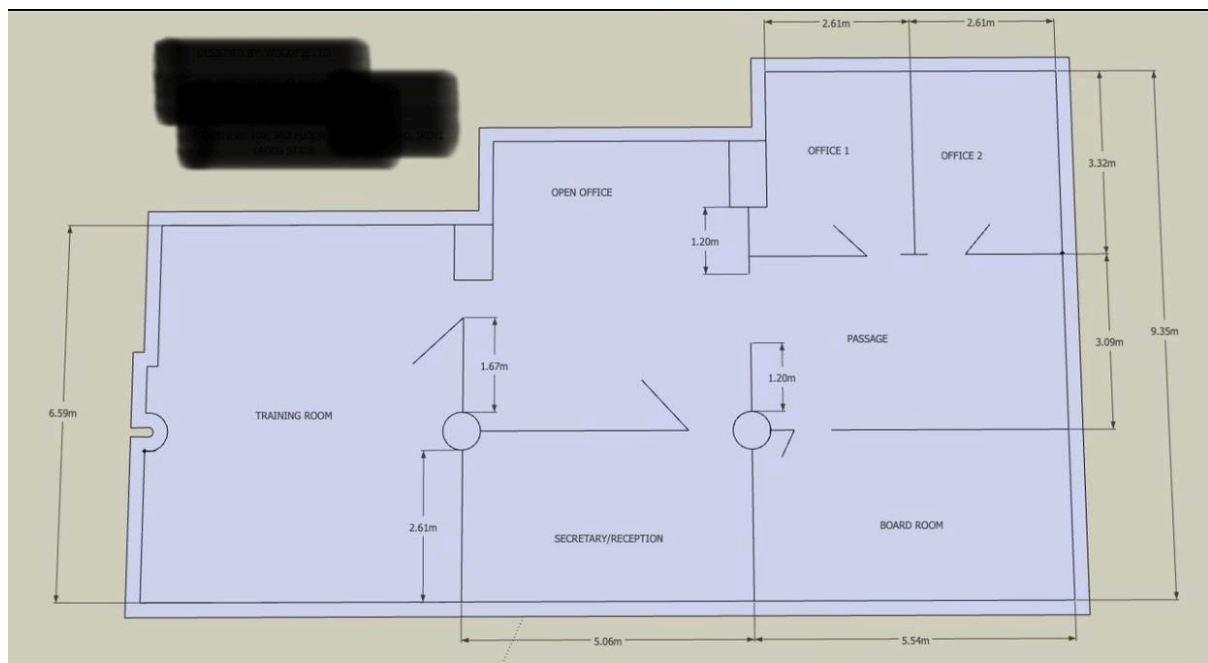 2.61m 2.61m
OFFICE 1
OFFICE 2
3.32m
OPEN OFFICE
1.20m
PASSAGE
9.35m
3.09m
1.67m
1.20m
6.59m
TRAINING ROOM
2.61m
SECRETARY/RECEPTION
BOARD ROOM
5.06m
5.54m